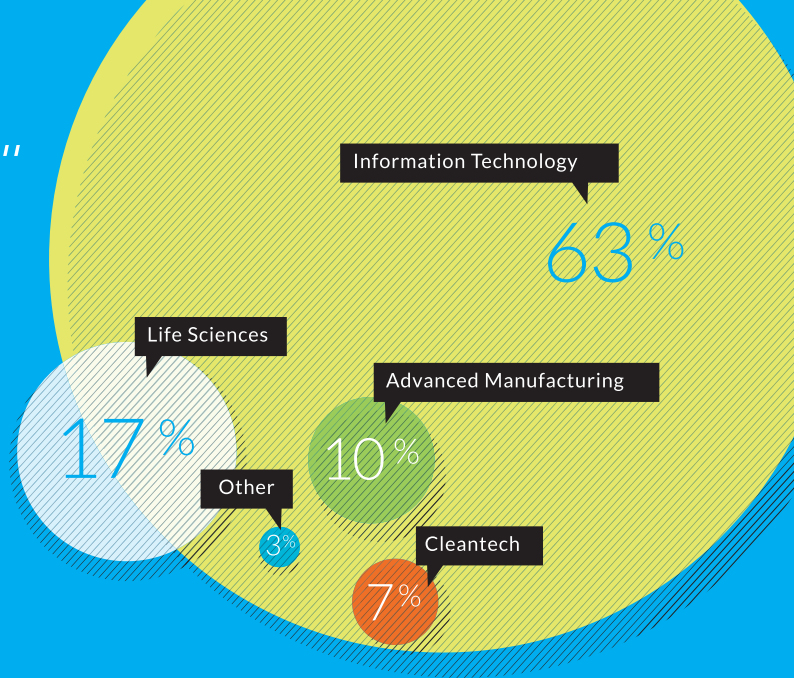 "
Information Technology
63%
Life Sciences
17%
Advanced Manufacturing
10%
Other
3%
Cleantech
7%